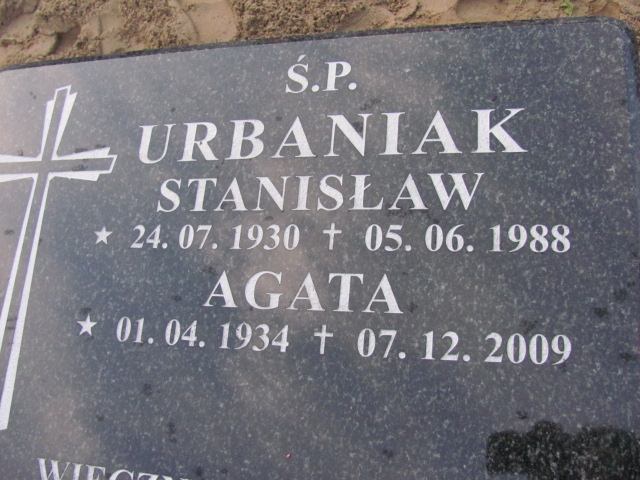 Ś.P.
URBANIAK
STANISŁAW
★ 24. 07. 1930 ✝ 05. 06. 1988
AGATA
★ 01. 04. 1934 ✝ 07. 12. 2009